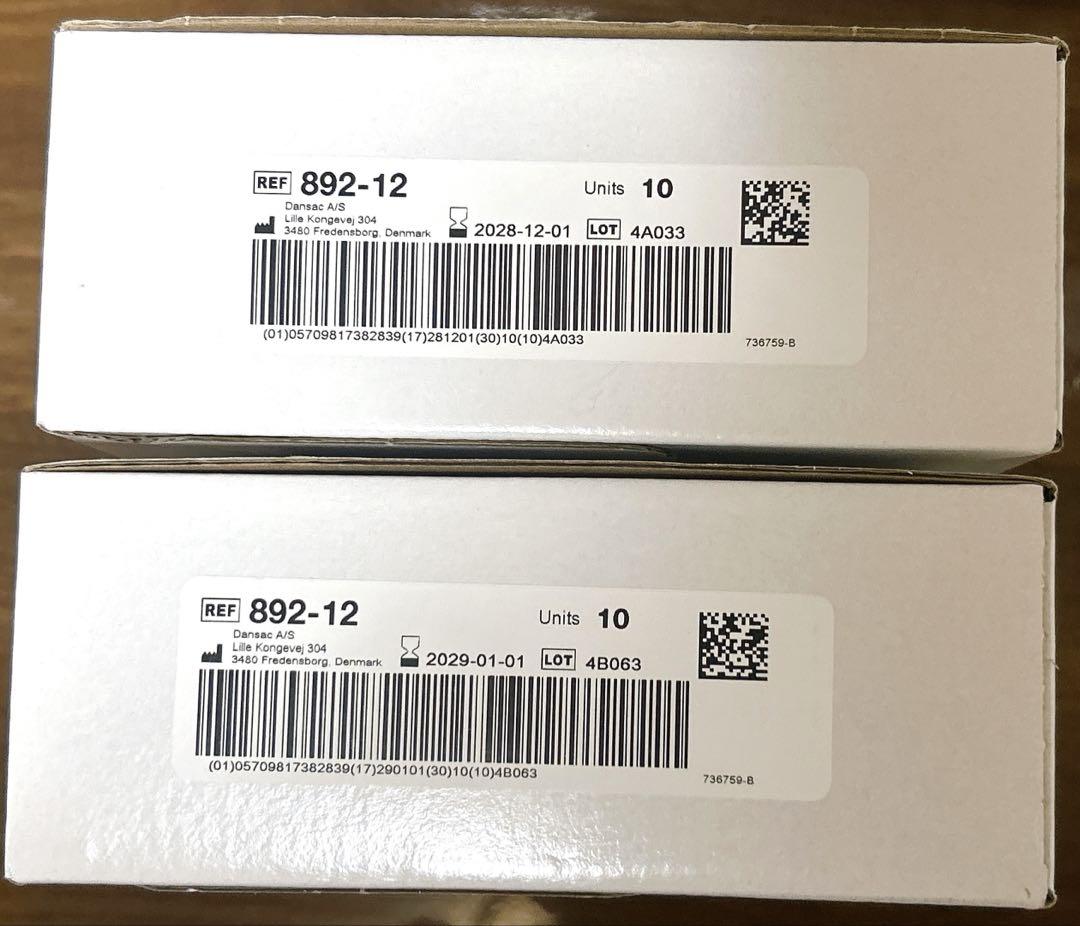 REF 892-12 Units 10
Dansac A/S
Lille Kongevej 304
3480 Fredensborg, Denmark 2028-12-01 LOT 4A033
(01)05709817382839(17)281201(30)10(10)4A033
736759-B
REF 892-12 Units 10
Dansac A/S
Lille Kongevej 304
3480 Fredensborg, Denmark 2029-01-01 LOT 4B063
(01)05709817382839(17)290101(30)10(10)4B063
736759-B